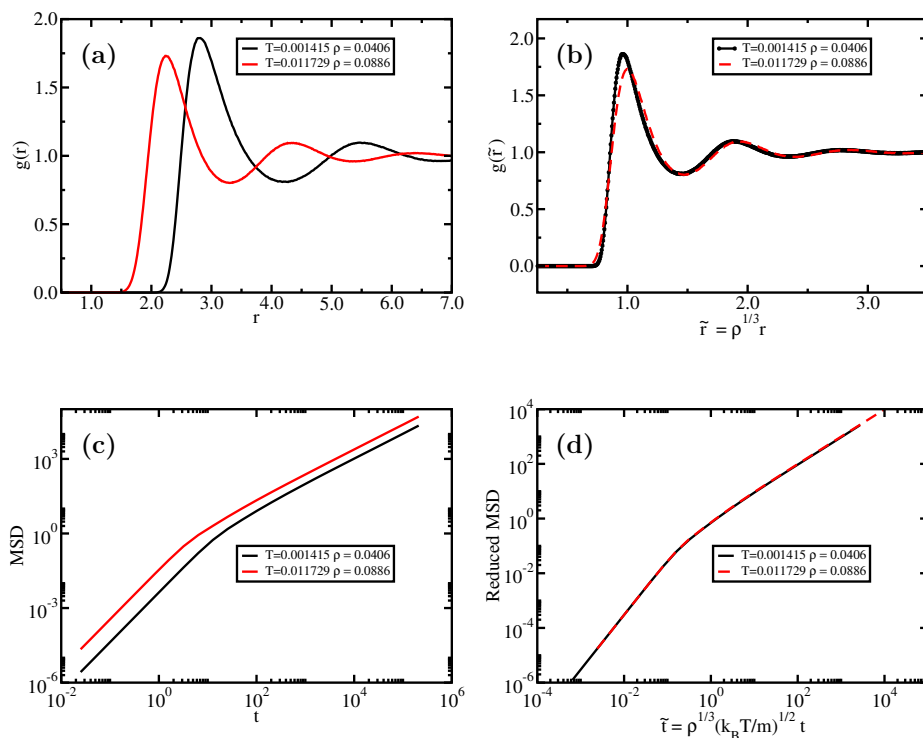 (a)
T=0.001415 ρ = 0.0406
T=0.011729 ρ = 0.0886
g(r)
2.0
1.5
1.0
0.5
0.0
1.0 2.0 3.0 4.0 5.0 6.0 7.0
r
(b)
T=0.001415 ρ = 0.0406
T=0.011729 ρ = 0.0886
g(r̃)
2.0
1.5
1.0
0.5
0.0
1.0 2.0 3.0
r̃ = ρ^{1/3} r
(c)
T=0.001415 ρ = 0.0406
T=0.011729 ρ = 0.0886
MSD
10^3
10^0
10^{-3}
10^{-6}
10^{-2} 10^0 10^2 10^4 10^6
t
(d)
T=0.001415 ρ = 0.0406
T=0.011729 ρ = 0.0886
Reduced MSD
10^4
10^2
10^0
10^{-2}
10^{-4}
10^{-6}
10^{-4} 10^{-2} 10^0 10^2 10^4
t̃ = ρ^{1/3}(k_BT/m)^{1/2} t